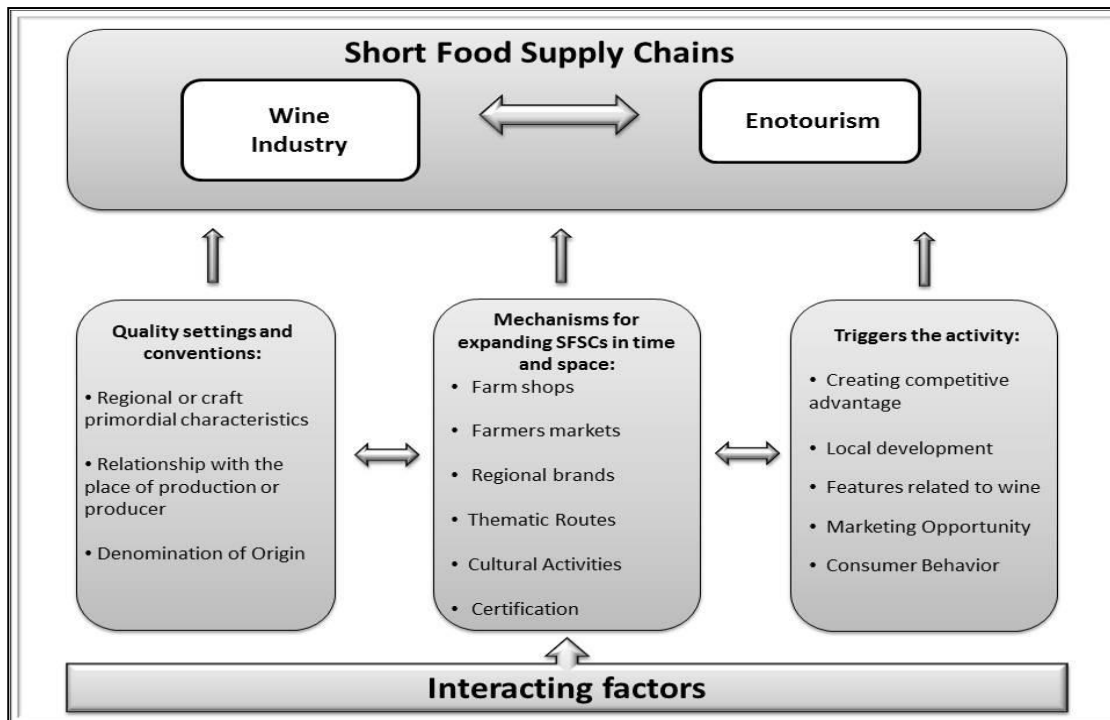 Short Food Supply Chains
Wine
Industry
Enotourism
Quality settings and
conventions:
• Regional or craft
primordial characteristics
• Relationship with the
place of production or
producer
• Denomination of Origin
Mechanisms for
expanding SFSCs in time
and space:
• Farm shops
• Farmers markets
• Regional brands
• Thematic Routes
• Cultural Activities
• Certification
Triggers the activity:
• Creating competitive
advantage
• Local development
• Features related to wine
• Marketing Opportunity
• Consumer Behavior
Interacting factors